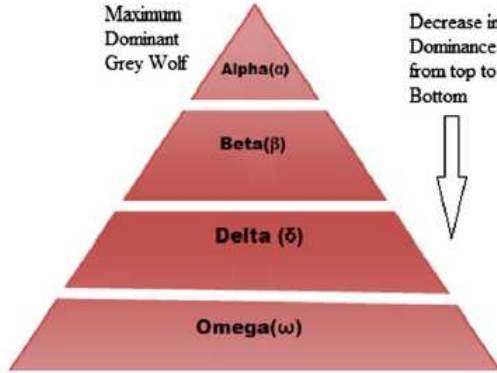 Maximum
Dominant
Grey Wolf
Decrease in
Dominance
from top to
Bottom
Alpha(α)
Beta(β)
Delta (δ)
Omega(ω)